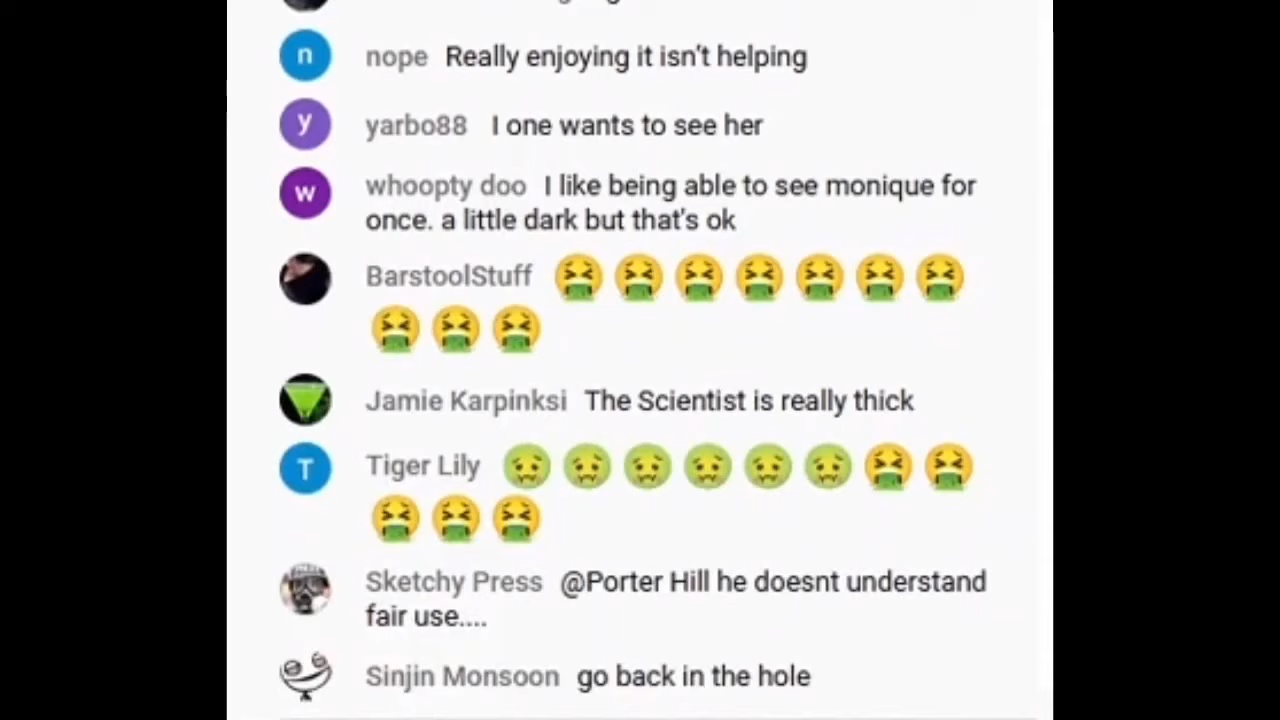 n nope Really enjoying it isn't helping
y yarbo88 I one wants to see her
w whoopty doo I like being able to see monique for
once. a little dark but that's ok
BarstoolStuff 🤮🤮🤮🤮🤮🤮🤮
🤮🤮🤮
Jamie Karpinksi The Scientist is really thick
T Tiger Lily 🤢🤢🤢🤢🤢🤢🤮🤮
🤮🤮🤮
Sketchy Press @Porter Hill he doesnt understand
fair use....
Sinjin Monsoon go back in the hole